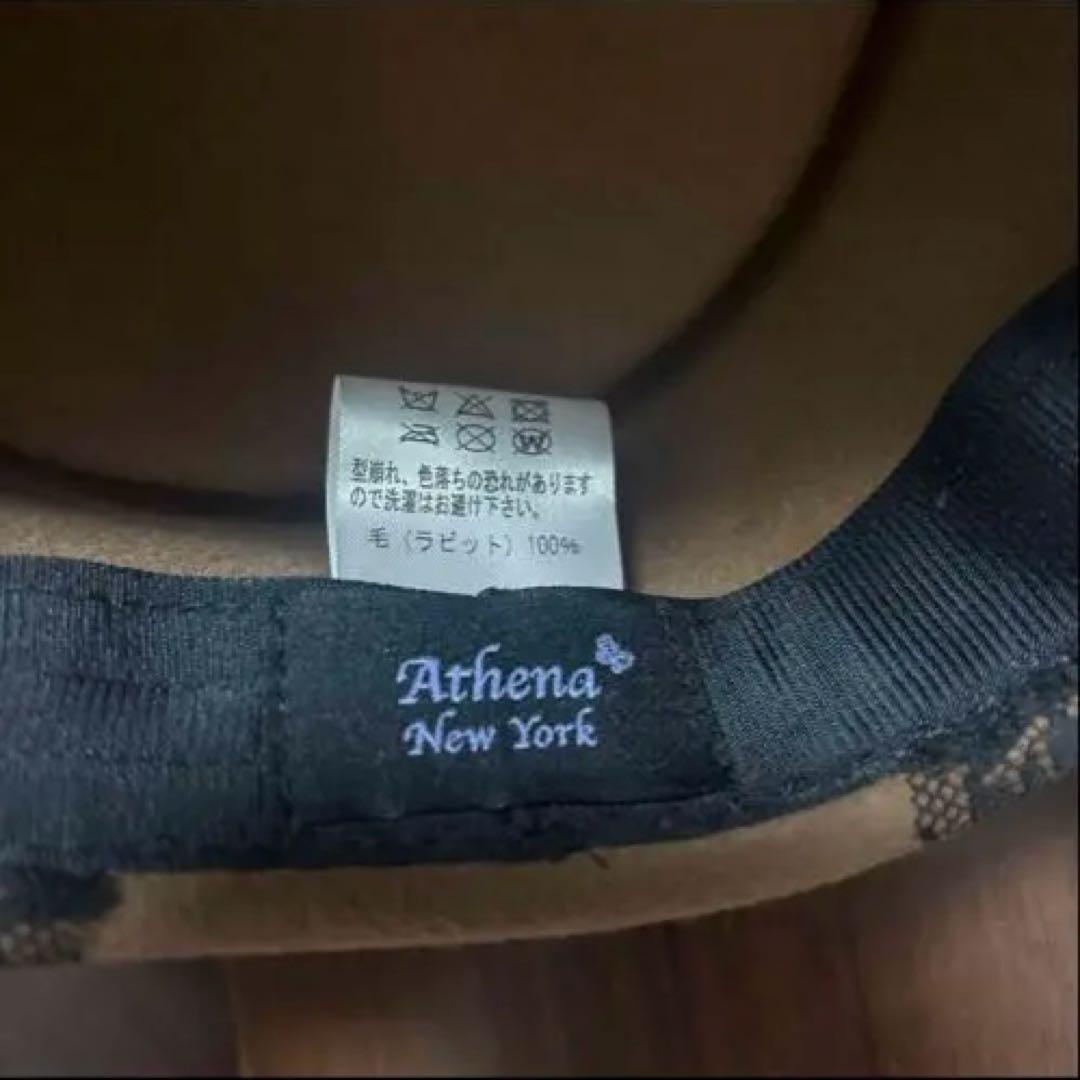 型崩れ、色落ちの恐れがあります
ので洗濯はお避け下さい。
毛（ラビット）100%
Athena
New York